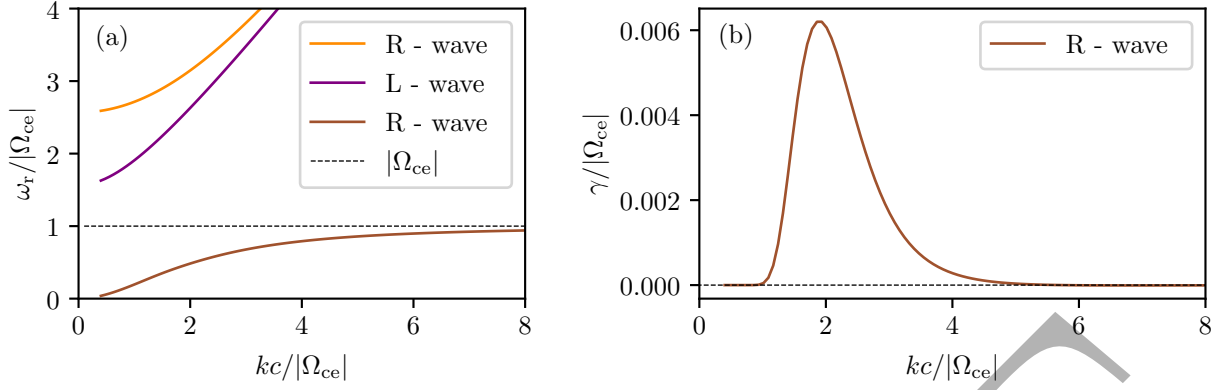 (a)
R - wave
L - wave
R - wave
|Ω_ce|
ω_r/|Ω_ce|
4
3
2
1
0
0 2 4 6 8
kc/|Ω_ce|
(b)
R - wave
γ/|Ω_ce|
0.006
0.004
0.002
0.000
0 2 4 6 8
kc/|Ω_ce|